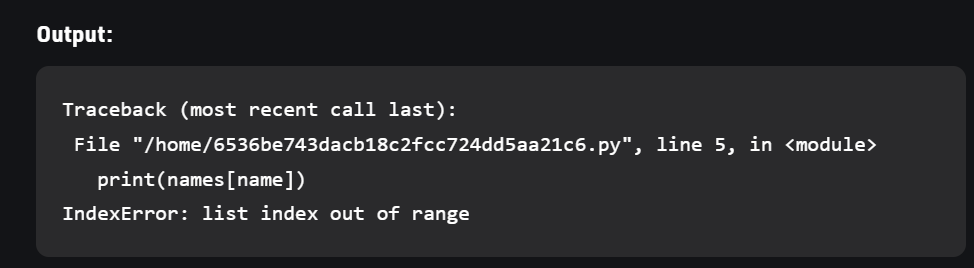 Output:
Traceback (most recent call last):
 File "/home/6536be743dacb18c2fcc724dd5aa21c6.py", line 5, in <module>
   print(names[name])
IndexError: list index out of range